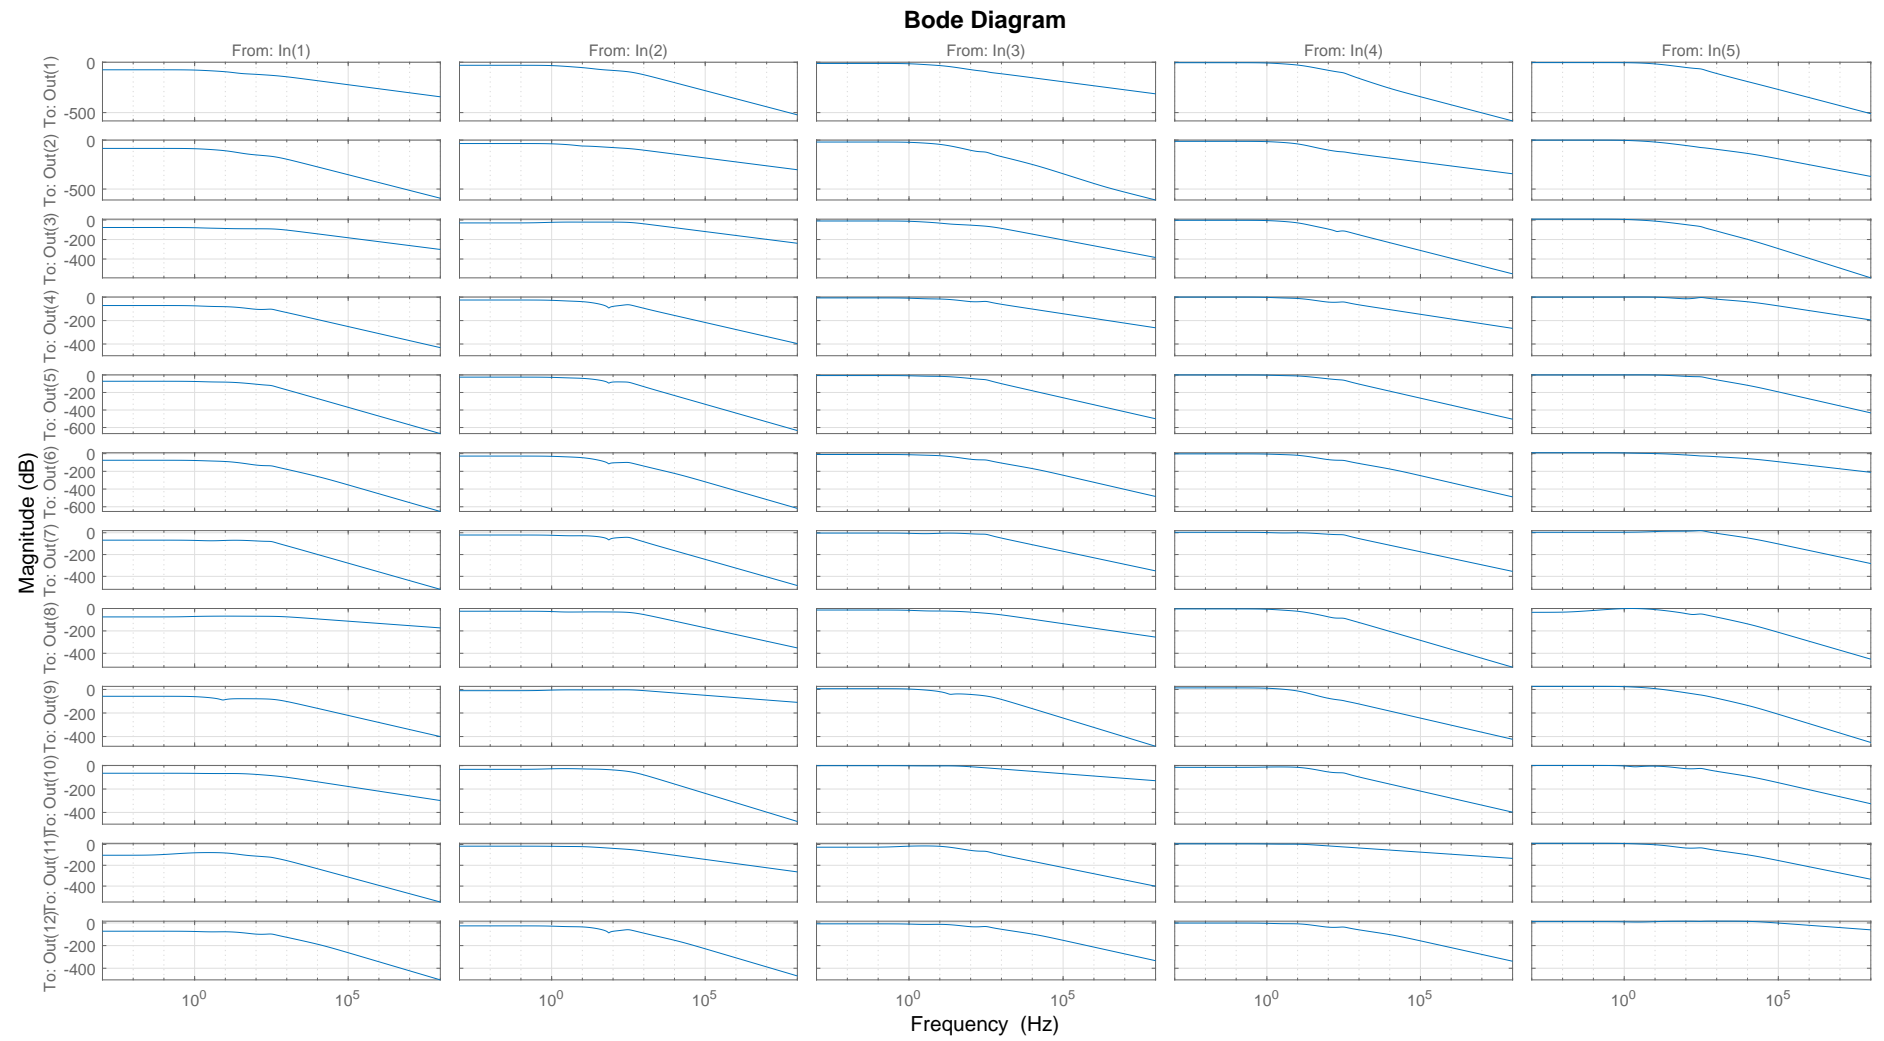 Bode Diagram
From: In(1) From: In(2) From: In(3) From: In(4) From: In(5)
Magnitude (dB)
To: Out(1)
0
-500
To: Out(2)
0
-500
To: Out(3)
0
-200
-400
To: Out(4)
0
-200
-400
To: Out(5)
0
-200
-400
-600
To: Out(6)
0
-200
-400
-600
To: Out(7)
0
-200
-400
To: Out(8)
0
-200
-400
To: Out(9)
0
-200
-400
To: Out(10)
0
-200
-400
To: Out(11)
0
-200
-400
To: Out(12)
0
-200
-400
10^0 10^5 10^0 10^5 10^0 10^5 10^0 10^5 10^0 10^5
Frequency (Hz)